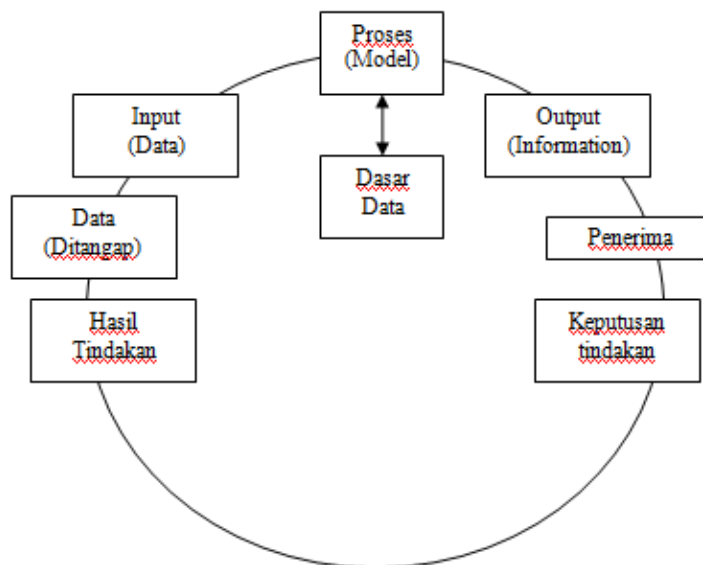 Proses
(Model)
Input
(Data)
Output
(Information)
Dasar
Data
Data
(Ditangap)
Penerima
Hasil
Tindakan
Keputusan
tindakan